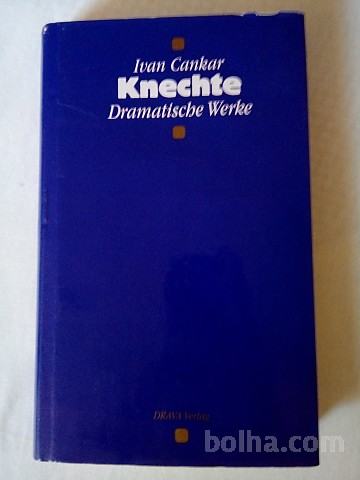 Ivan Cankar
Knechte
Dramatische Werke
DRAVA Verlag
bolha.com